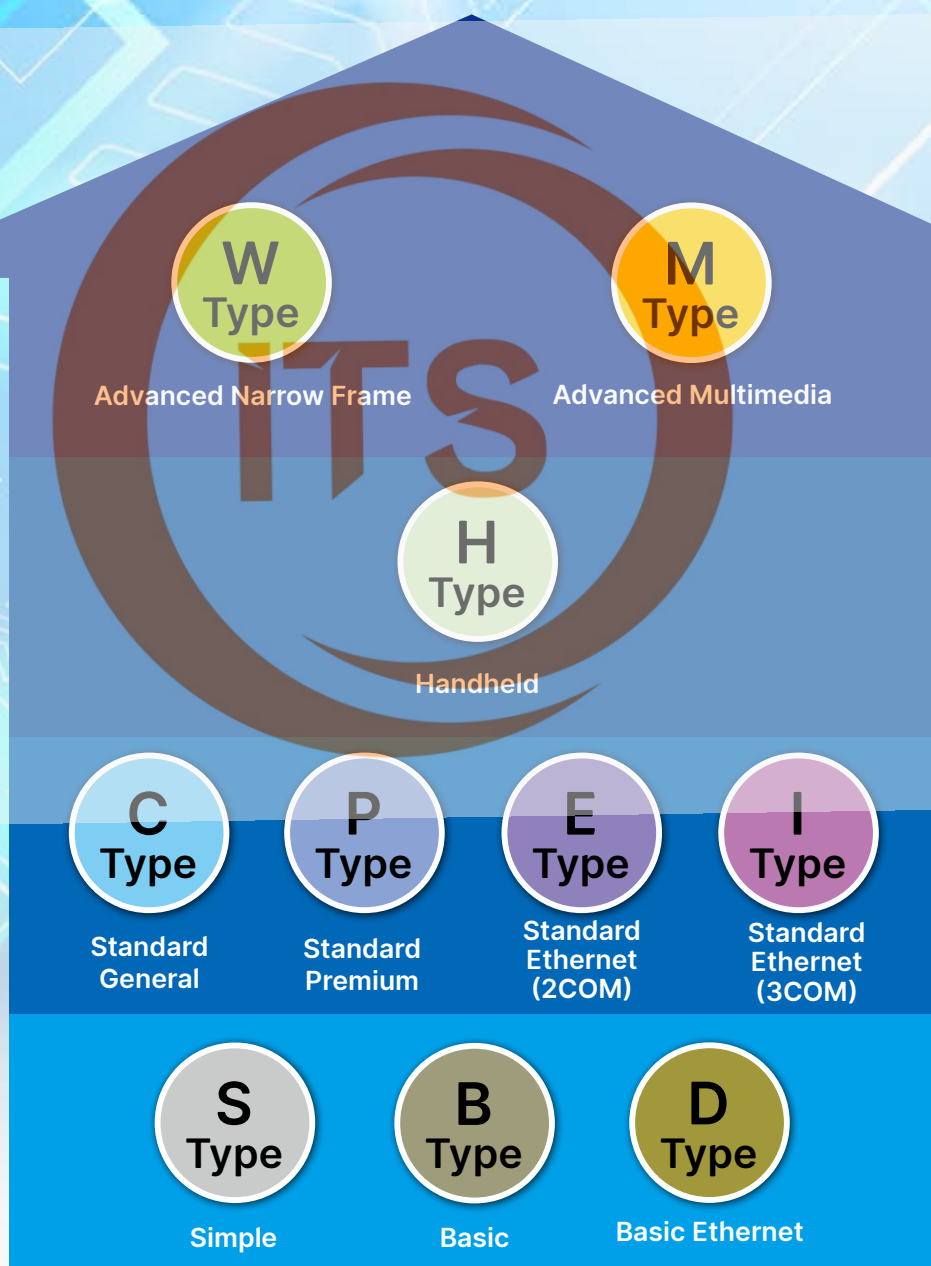 W
Type
M
Type
Advanced Narrow Frame
Advanced Multimedia
ITS
H
Type
Handheld
C
Type
P
Type
E
Type
I
Type
Standard
General
Standard
Premium
Standard
Ethernet
(2COM)
Standard
Ethernet
(3COM)
S
Type
B
Type
D
Type
Simple
Basic
Basic Ethernet